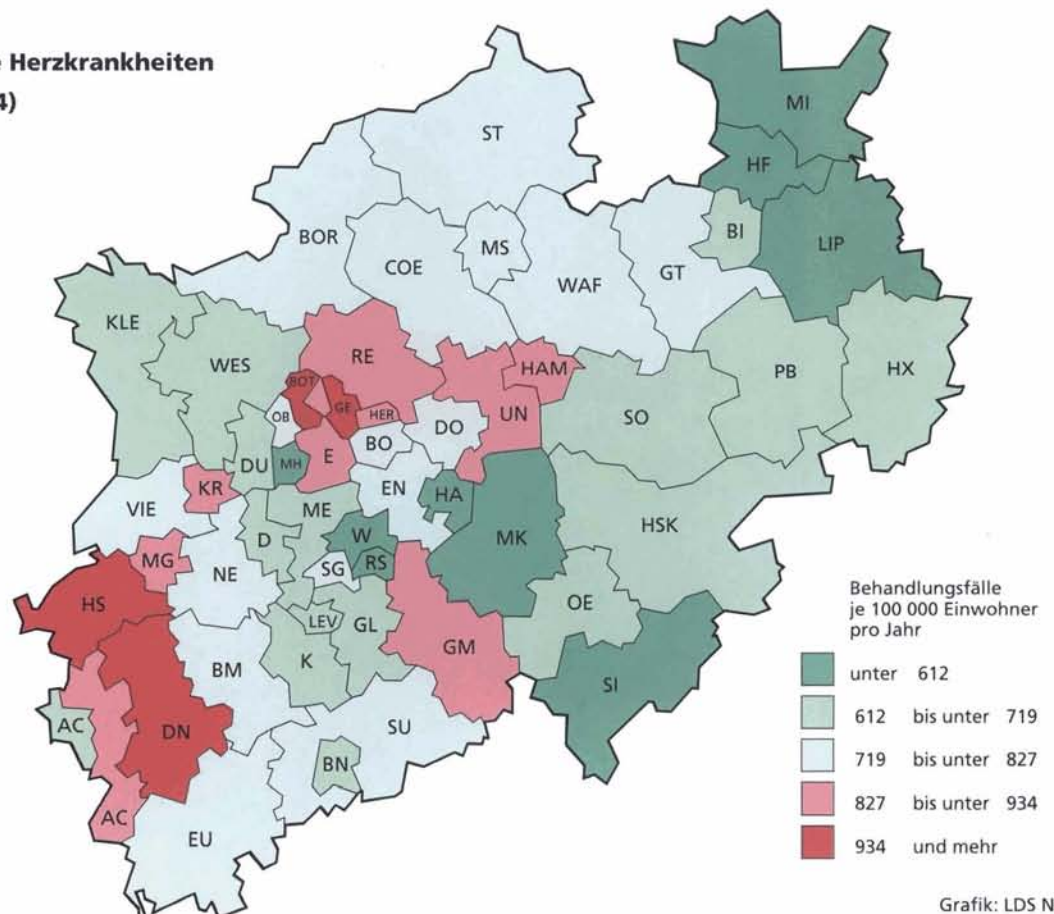 Herzkrankheiten
4)
ST
MI
HF
BI
LIP
BOR
COE
MS
WAF
GT
KLE
WES
RE
HAM
PB
HX
BOT
GE
OB
HER
UN
SO
DO
BO
DU
MH
E
KR
EN
HA
VIE
ME
HSK
D
W
MK
MG
NE
SG
RS
HS
OE
LEV
GL
K
GM
BM
SI
AC
DN
SU
BN
AC
EU
Behandlungsfälle
je 100 000 Einwohner
pro Jahr
unter 612
612 bis unter 719
719 bis unter 827
827 bis unter 934
934 und mehr
Grafik: LDS N